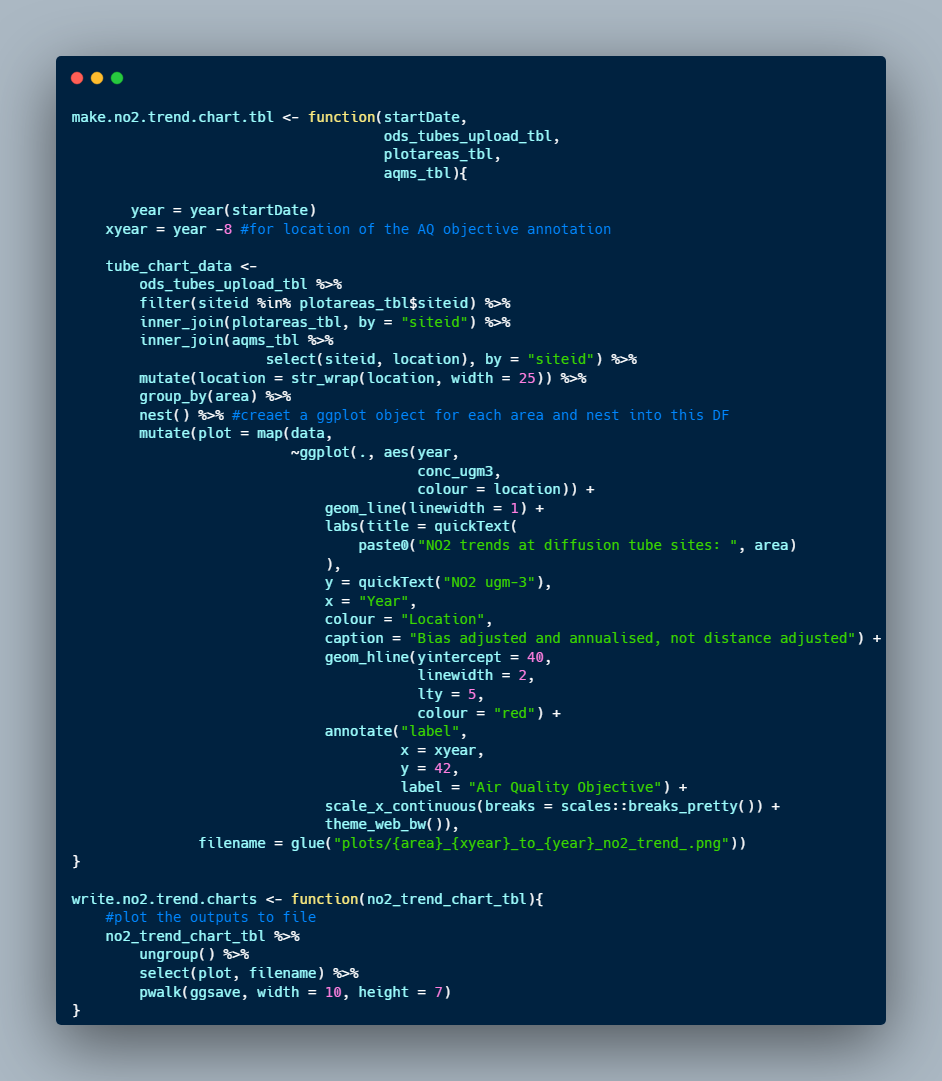 make.no2.trend.chart.tbl <- function(startDate,
                                     ods_tubes_upload_tbl,
                                     plotareas_tbl,
                                     aqms_tbl){

       year = year(startDate)
    xyear = year -8 #for location of the AQ objective annotation

    tube_chart_data <-
        ods_tubes_upload_tbl %>%
        filter(siteid %in% plotareas_tbl$siteid) %>%
        inner_join(plotareas_tbl, by = "siteid") %>%
        inner_join(aqms_tbl %>%
                       select(siteid, location), by = "siteid") %>%
        mutate(location = str_wrap(location, width = 25)) %>%
        group_by(area) %>%
        nest() %>% #creaet a ggplot object for each area and nest into this DF
        mutate(plot = map(data,
                          ~ggplot(., aes(year,
                                         conc_ugm3,
                                         colour = location)) +
                              geom_line(linewidth = 1) +
                              labs(title = quickText(
                                  paste0("NO2 trends at diffusion tube sites: ", area)
                              ),
                              y = quickText("NO2 ugm-3"),
                              x = "Year",
                              colour = "Location",
                              caption = "Bias adjusted and annualised, not distance adjusted") +
                              geom_hline(yintercept = 40,
                                         linewidth = 2,
                                         lty = 5,
                                         colour = "red") +
                              annotate("label",
                                       x = xyear,
                                       y = 42,
                                       label = "Air Quality Objective") +
                              scale_x_continuous(breaks = scales::breaks_pretty()) +
                              theme_web_bw()),
               filename = glue("plots/{area}_{xyear}_to_{year}_no2_trend_.png"))
}

write.no2.trend.charts <- function(no2_trend_chart_tbl){
    #plot the outputs to file
    no2_trend_chart_tbl %>%
        ungroup() %>%
        select(plot, filename) %>%
        pwalk(ggsave, width = 10, height = 7)
}